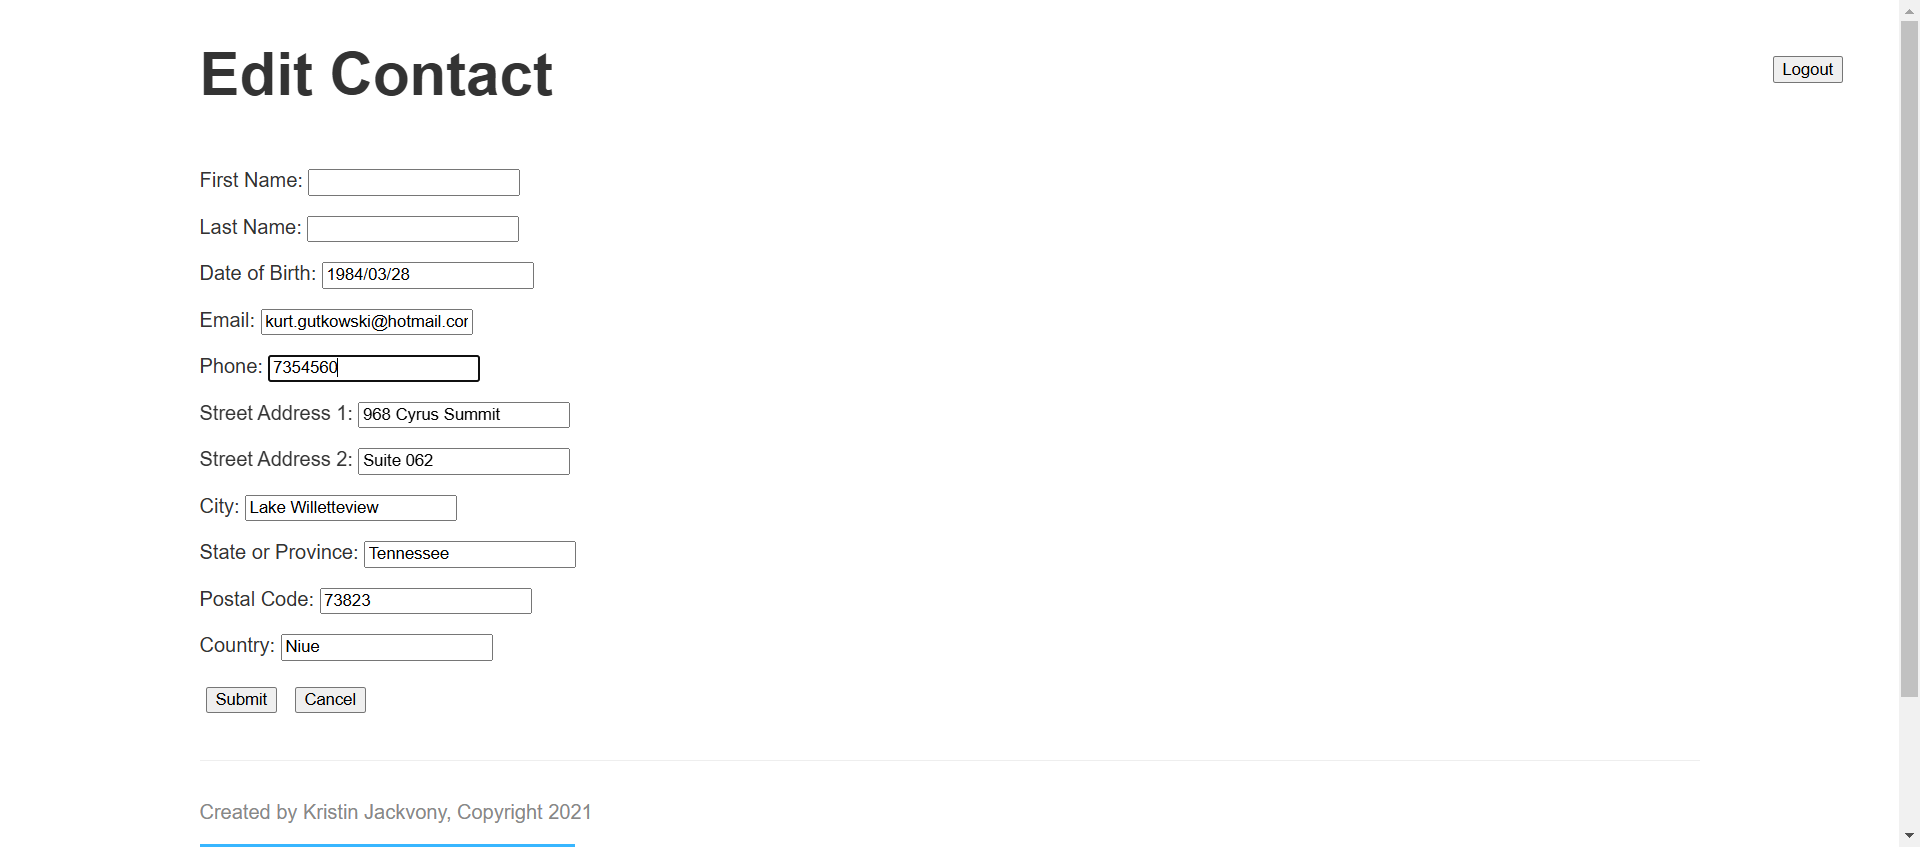 Edit Contact
Logout
First Name:
Last Name:
Date of Birth: 1984/03/28
Email: kurt.gutkowski@hotmail.cor
Phone: 7354560
Street Address 1: 968 Cyrus Summit
Street Address 2: Suite 062
City: Lake Willetteview
State or Province: Tennessee
Postal Code: 73823
Country: Niue
Submit Cancel
Created by Kristin Jackvony, Copyright 2021